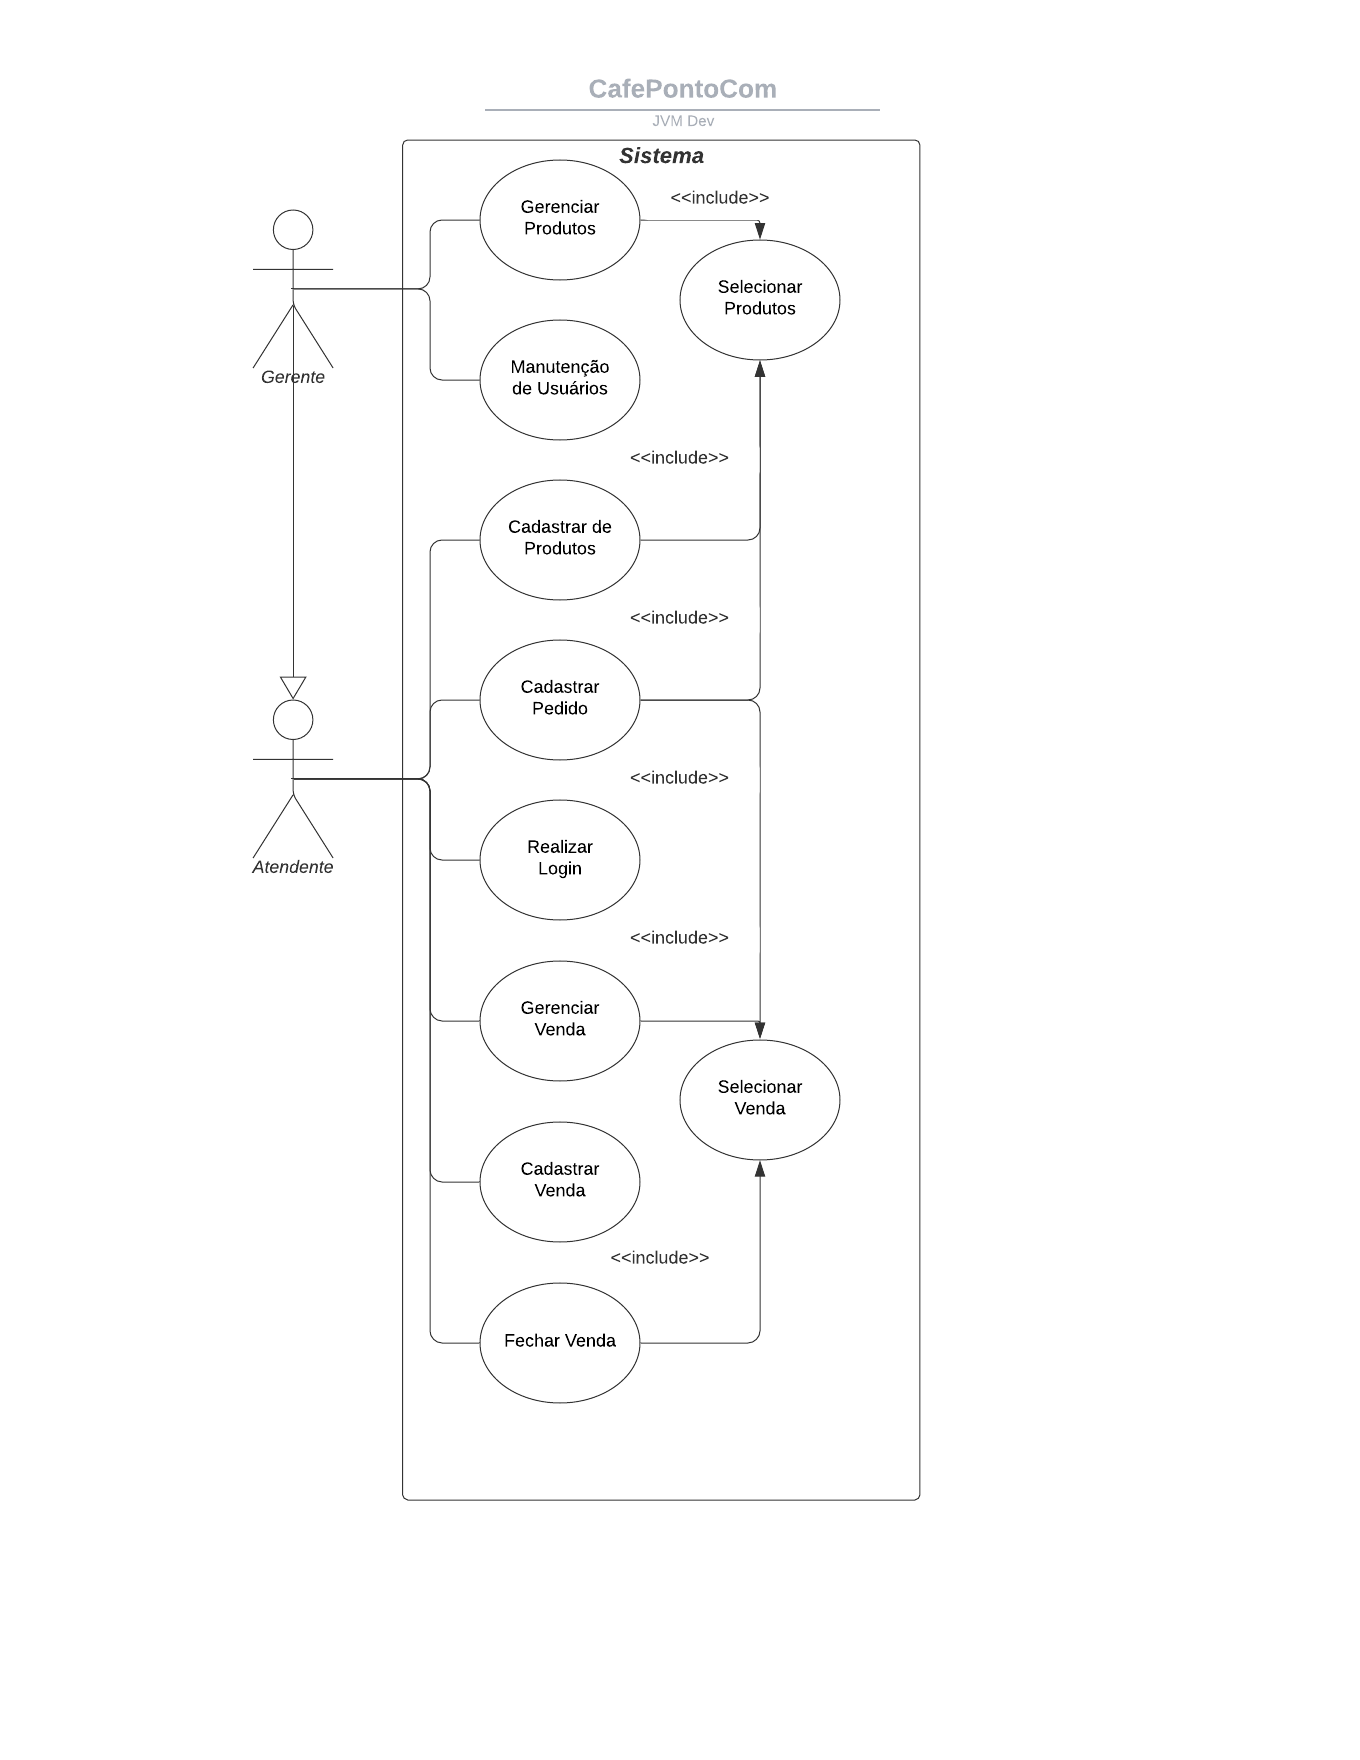 CafePontoCom
JVM Dev
Sistema
<<include>>
Gerenciar
Produtos
Selecionar
Produtos
Manutenção
de Usuários
Gerente
<<include>>
Cadastrar de
Produtos
<<include>>
Cadastrar
Pedido
<<include>>
Realizar
Login
Atendente
<<include>>
Gerenciar
Venda
Selecionar
Venda
Cadastrar
Venda
<<include>>
Fechar Venda